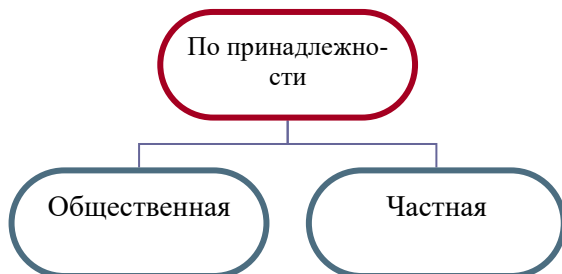 По принадлежно-
сти
Общественная
Частная